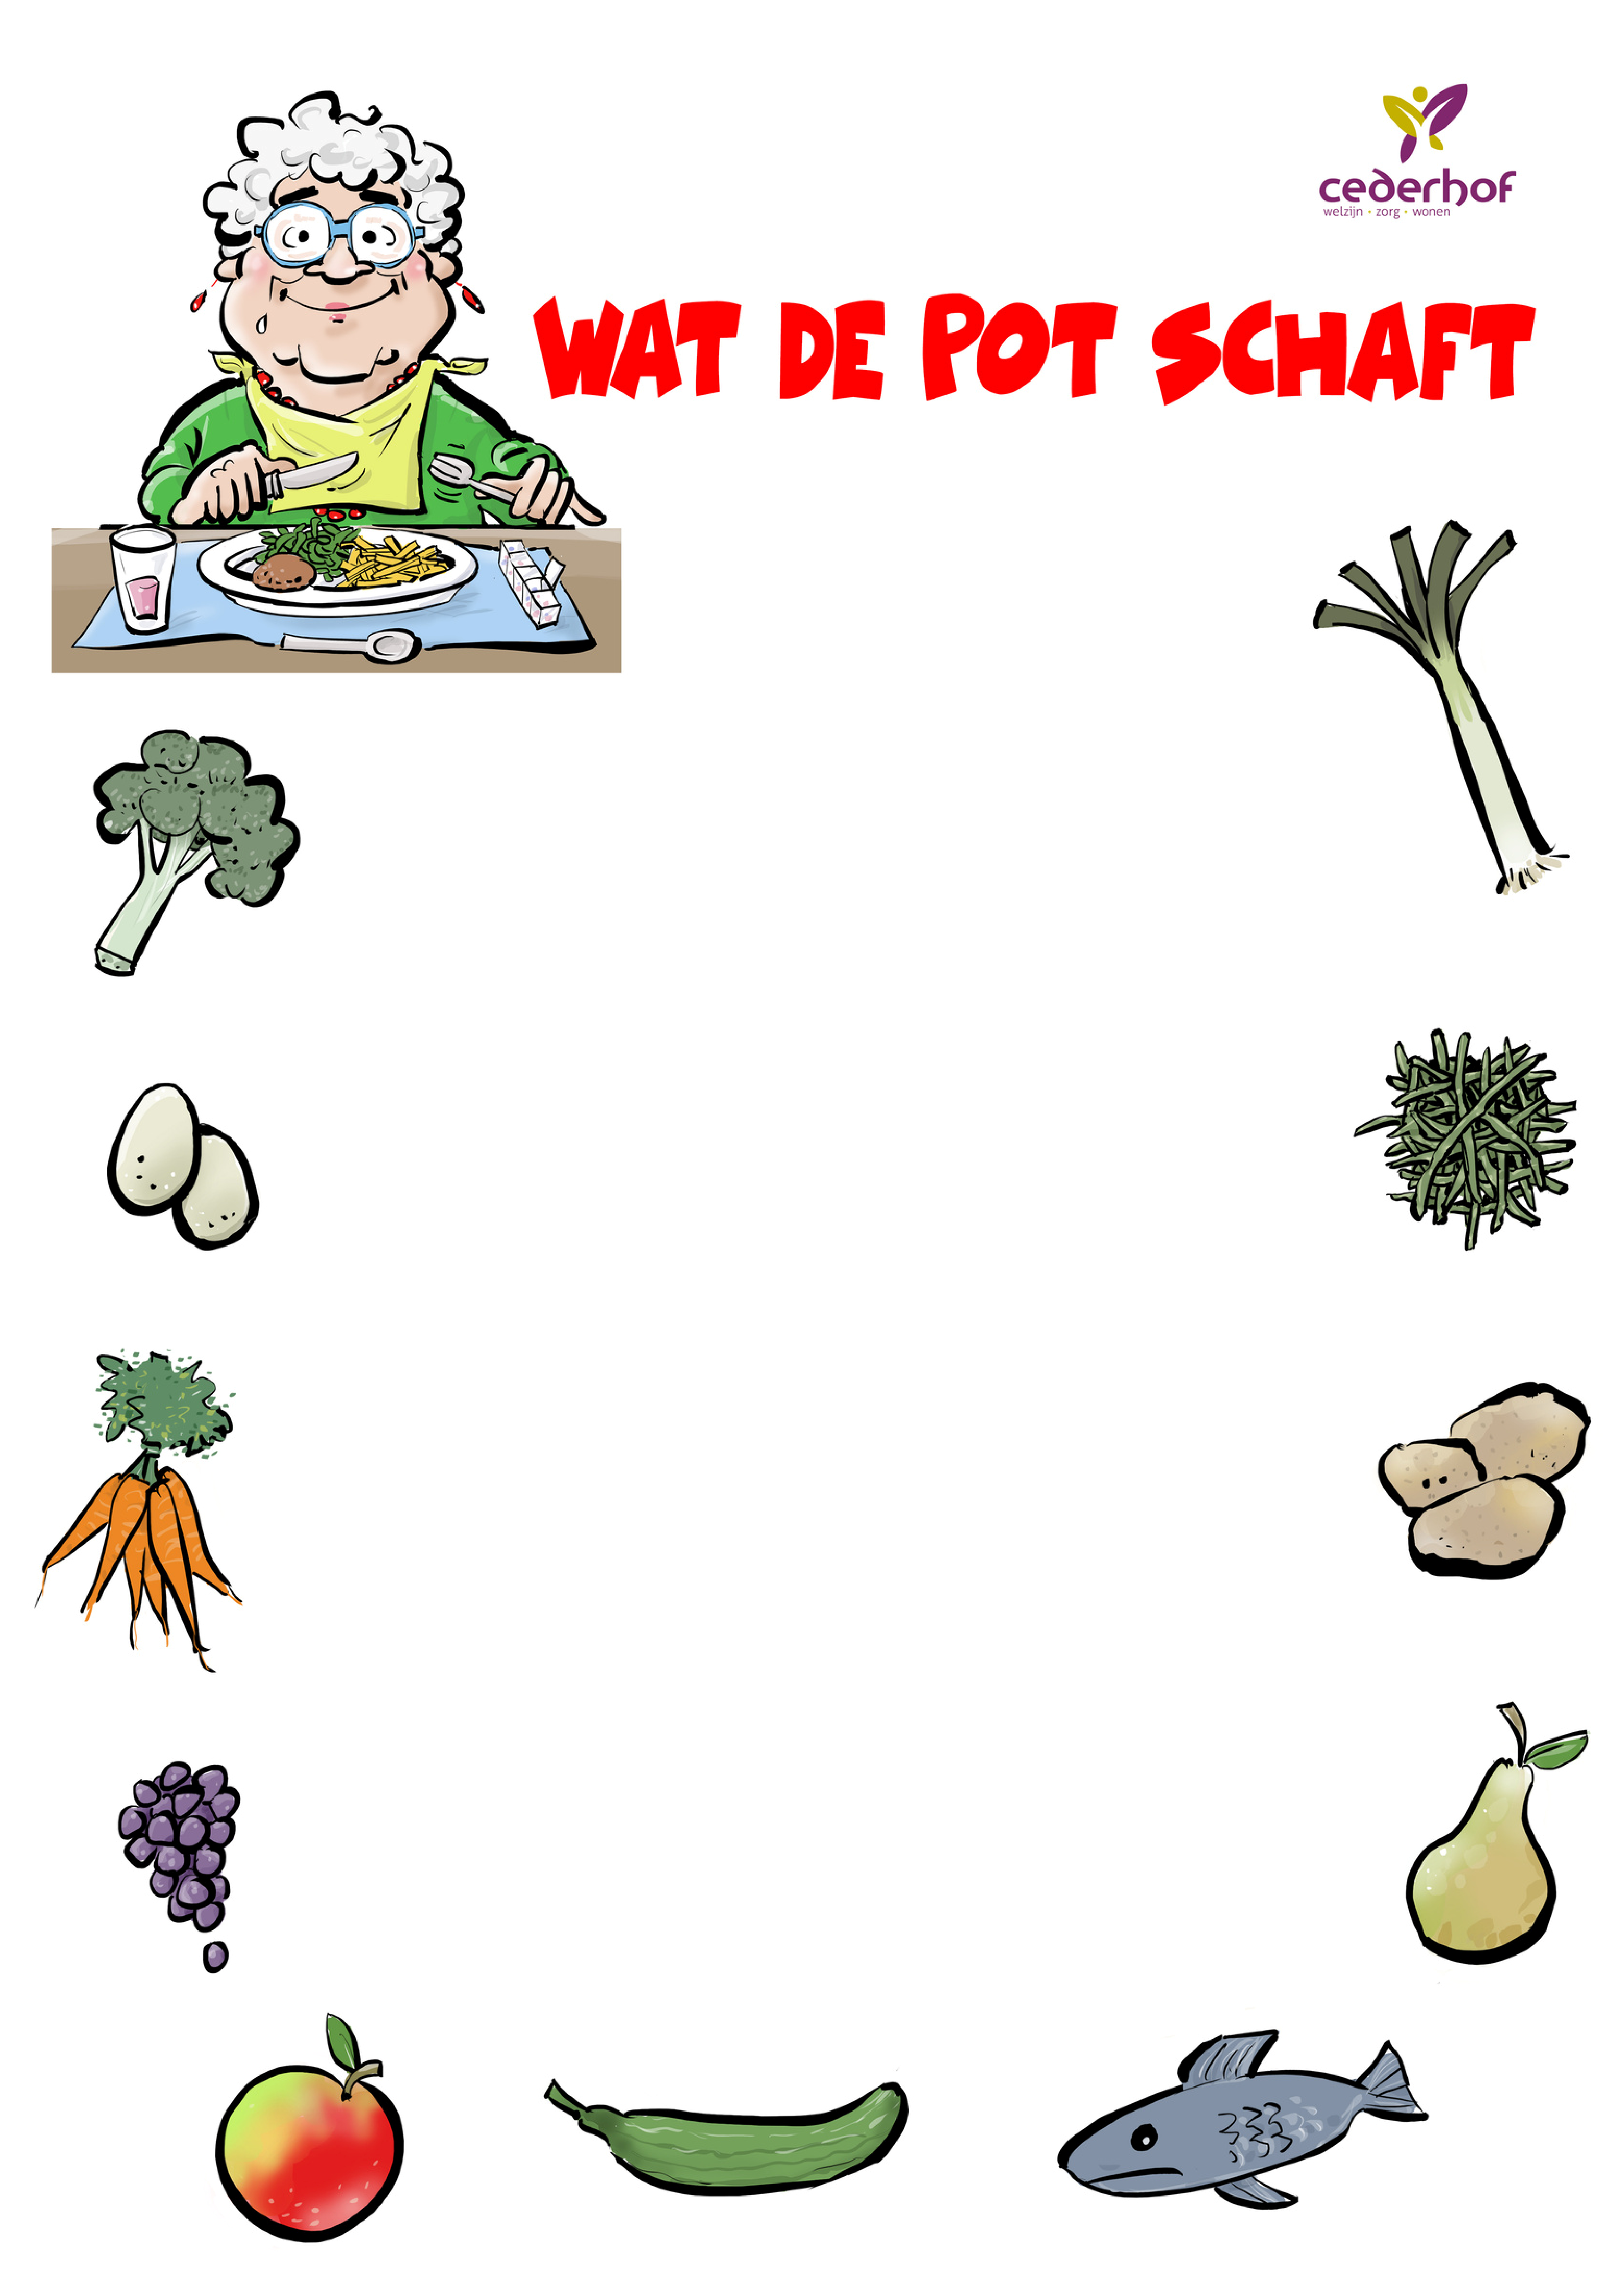 cederhof
welzijn • zorg • wonen
WAT DE POT SCHAFT